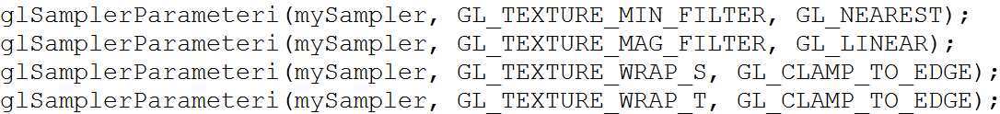 glSamplerParameteri(mySampler, GL_TEXTURE_MIN_FILTER, GL_NEAREST);
glSamplerParameteri(mySampler, GL_TEXTURE_MAG_FILTER, GL_LINEAR);
glSamplerParameteri(mySampler, GL_TEXTURE_WRAP_S, GL_CLAMP_TO_EDGE);
glSamplerParameteri(mySampler, GL_TEXTURE_WRAP_T, GL_CLAMP_TO_EDGE);